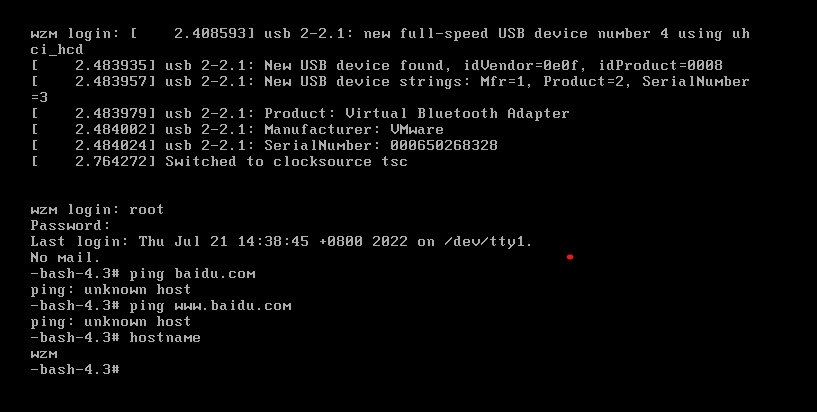 wzm login: [    2.408593] usb 2-2.1: new full-speed USB device number 4 using uh
ci_hcd
[    2.483935] usb 2-2.1: New USB device found, idVendor=0e0f, idProduct=0008
[    2.483957] usb 2-2.1: New USB device strings: Mfr=1, Product=2, SerialNumber
=3
[    2.483979] usb 2-2.1: Product: Virtual Bluetooth Adapter
[    2.484002] usb 2-2.1: Manufacturer: VMware
[    2.484024] usb 2-2.1: SerialNumber: 000650268328
[    2.764272] Switched to clocksource tsc
wzm login: root
Password:
Last login: Thu Jul 21 14:38:45 +0800 2022 on /dev/tty1.
No mail.
-bash-4.3# ping baidu.com
ping: unknown host
-bash-4.3# ping www.baidu.com
ping: unknown host
-bash-4.3# hostname
wzm
-bash-4.3#